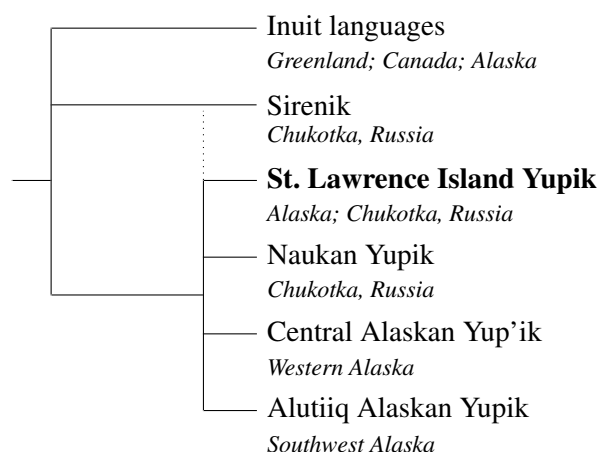 Inuit languages
Greenland; Canada; Alaska
Sirenik
Chukotka, Russia
St. Lawrence Island Yupik
Alaska; Chukotka, Russia
Naukan Yupik
Chukotka, Russia
Central Alaskan Yup’ik
Western Alaska
Alutiiq Alaskan Yupik
Southwest Alaska